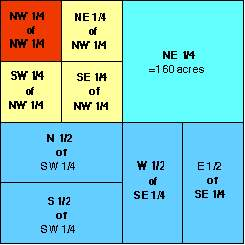 NW 1/4
of
NW 1/4
NE 1/4
of
NW 1/4
NE 1/4
=160 acres
SW 1/4
of
NW 1/4
SE 1/4
of
NW 1/4
N 1/2
of
SW 1/4
W 1/2
of
SE 1/4
E 1/2
of
SE 1/4
S 1/2
of
SW 1/4